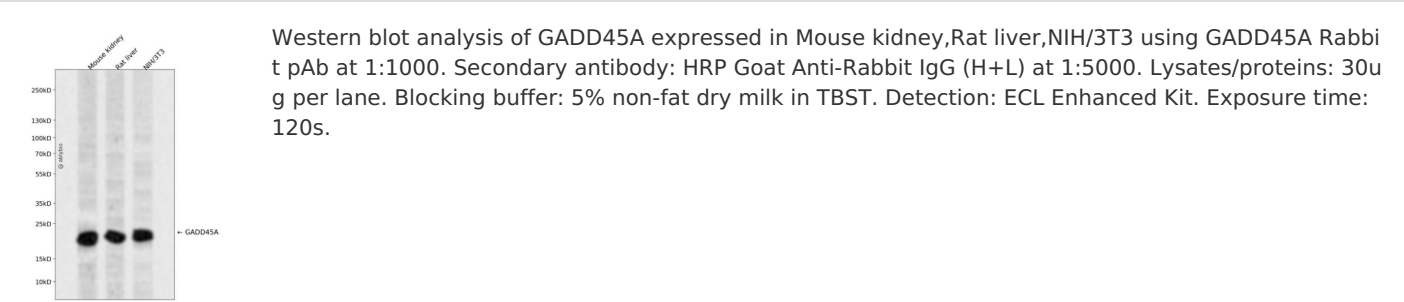 Mouse kidney
Rat liver
NIH/3T3
Western blot analysis of GADD45A expressed in Mouse kidney,Rat liver,NIH/3T3 using GADD45A Rabbi
t pAb at 1:1000. Secondary antibody: HRP Goat Anti-Rabbit IgG (H+L) at 1:5000. Lysates/proteins: 30u
g per lane. Blocking buffer: 5% non-fat dry milk in TBST. Detection: ECL Enhanced Kit. Exposure time:
120s.
250kD
130kD
100kD
70kD
55kD
35kD
25kD
← GADD45A
15kD
10kD